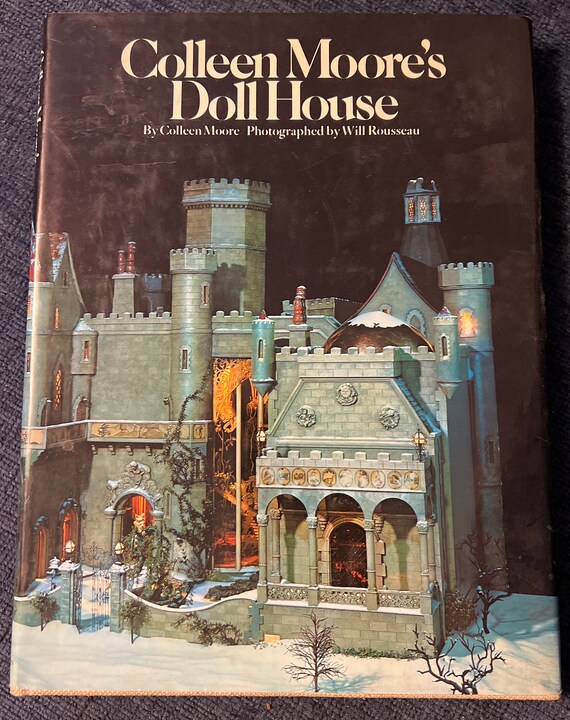 Colleen Moore's
Doll House
By Colleen Moore Photographed by Will Rousseau